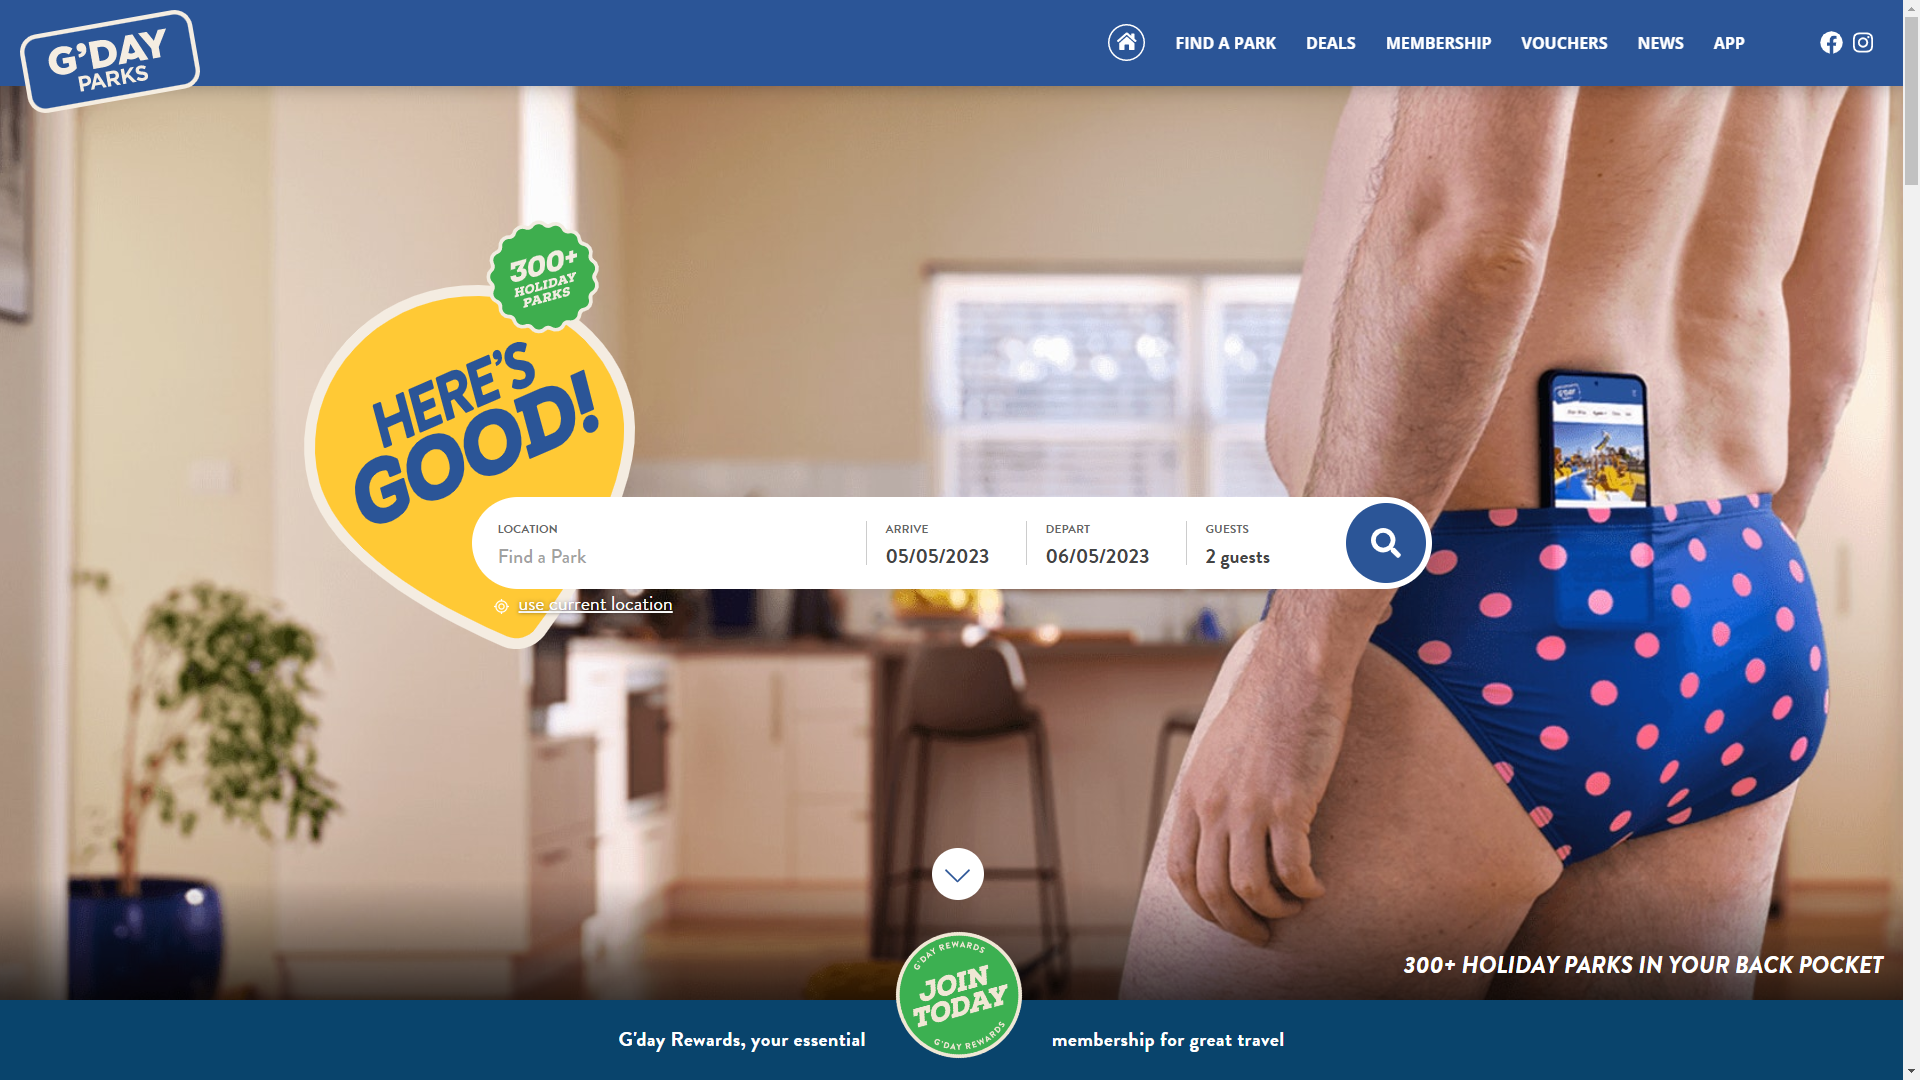 G'DAY
PARKS
FIND A PARK
DEALS
MEMBERSHIP
VOUCHERS
NEWS
APP
300+
HOLIDAY
PARKS
HERE'S
GOOD!
LOCATION
Find a Park
ARRIVE
05/05/2023
DEPART
06/05/2023
GUESTS
2 guests
use current location
300+ HOLIDAY PARKS IN YOUR BACK POCKET
G'day Rewards, your essential
G'DAY REWARDS
JOIN
TODAY
G'DAY REWARDS
membership for great travel